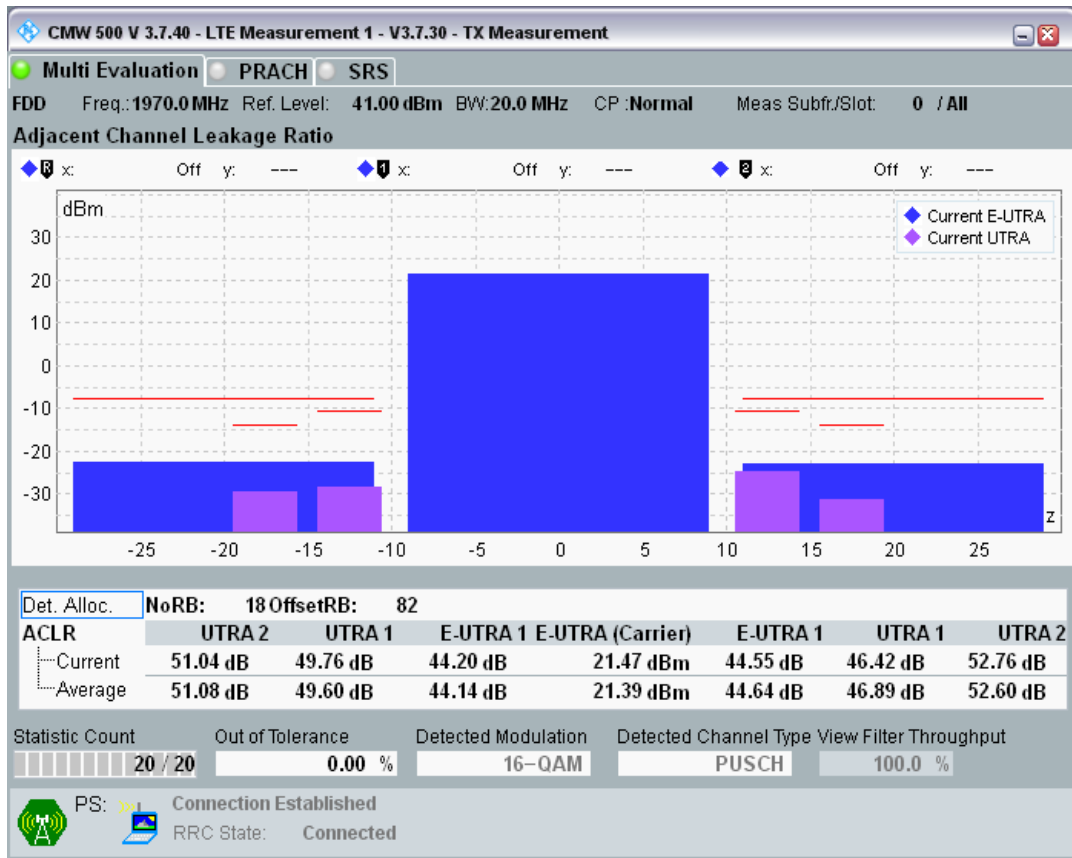 CMW 500 V 3.7.40 - LTE Measurement 1 - V3.7.30 - TX Measurement
Multi Evaluation PRACH SRS
FDD Freq.: 1970.0 MHz Ref. Level: 41.00 dBm BW: 20.0 MHz CP : Normal Meas Subfr./Slot: 0 / All
Adjacent Channel Leakage Ratio
R x: Off y: --- 1 x: Off y: --- 2 x: Off y: ---
dBm
Current E-UTRA
Current UTRA
30
20
10
0
-10
-20
-30
z
-25 -20 -15 -10 -5 0 5 10 15 20 25
Det. Alloc. NoRB: 18 OffsetRB: 82
ACLR UTRA 2 UTRA 1 E-UTRA 1 E-UTRA (Carrier) E-UTRA 1 UTRA 1 UTRA 2
Current 51.04 dB 49.76 dB 44.20 dB 21.47 dBm 44.55 dB 46.42 dB 52.76 dB
Average 51.08 dB 49.60 dB 44.14 dB 21.39 dBm 44.64 dB 46.89 dB 52.60 dB
Statistic Count Out of Tolerance Detected Modulation Detected Channel Type View Filter Throughput
20 / 20 0.00 % 16-QAM PUSCH 100.0 %
PS: Connection Established
RRC State: Connected